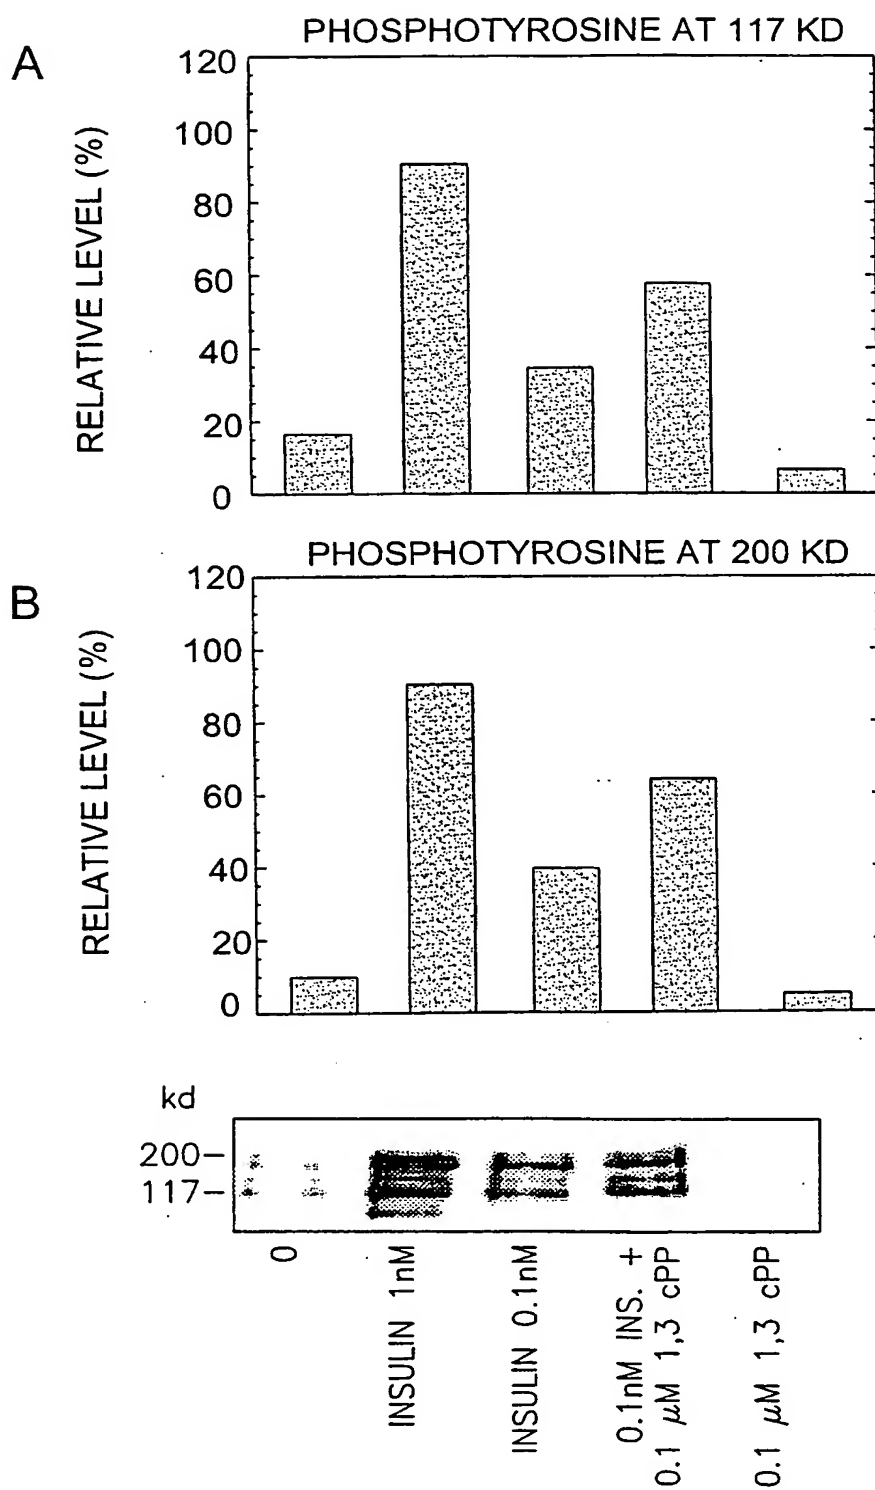 A
PHOSPHOTYROSINE AT 117 KD
RELATIVE LEVEL (%)
120
100
80
60
40
20
0
B
PHOSPHOTYROSINE AT 200 KD
RELATIVE LEVEL (%)
120
100
80
60
40
20
0
kd
200
117
0
INSULIN 1nM
INSULIN 0.1nM
0.1nM INS. +
0.1 μM 1,3 cPP
0.1 μM 1,3 cPP